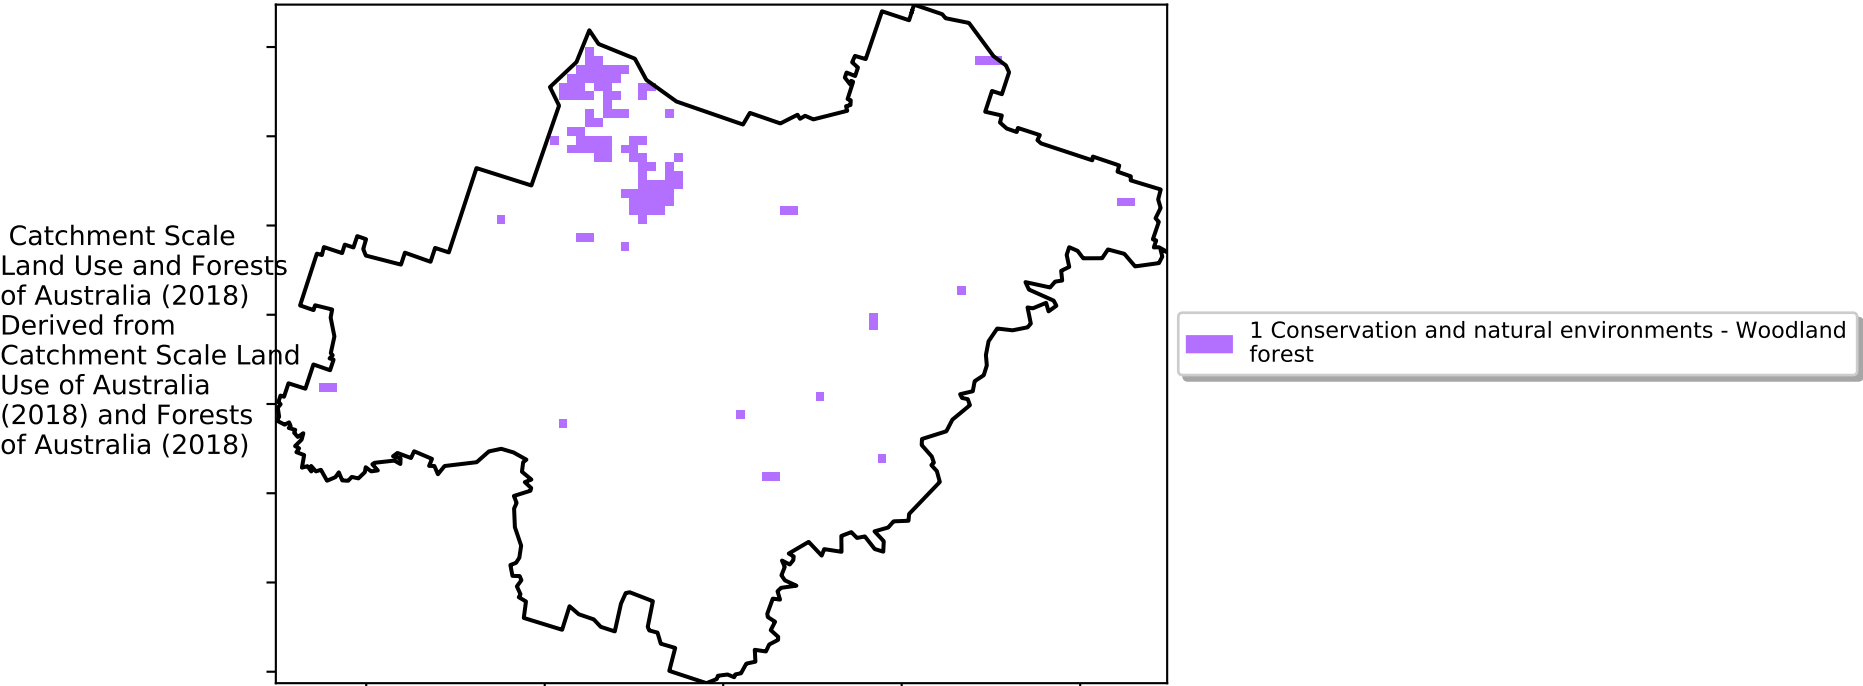 Catchment Scale
Land Use and Forests
of Australia (2018)
Derived from
Catchment Scale Land
Use of Australia
(2018) and Forests
of Australia (2018)
1 Conservation and natural environments - Woodland
forest